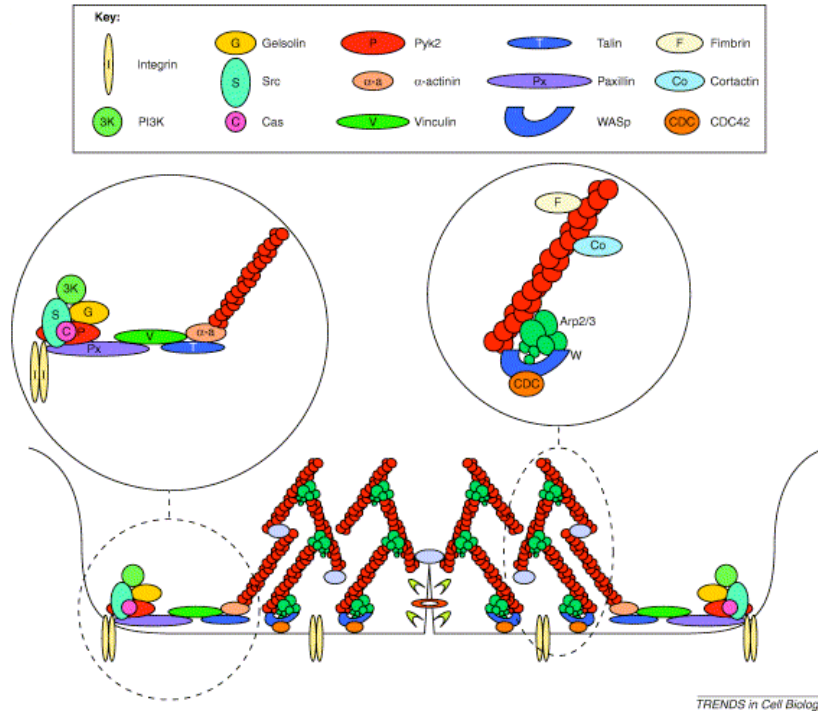 Key:
I Integrin
G Gelsolin
P Pyk2
T Talin
F Fimbrin
S Src
α-a α-actinin
Px Paxillin
Co Cortactin
3K PI3K
C Cas
V Vinculin
WASp
CDC CDC42
3K
S
G
C
P
V
α-a
Px
T
I I
F
Co
Arp2/3
W
CDC
TRENDS in Cell Biolog